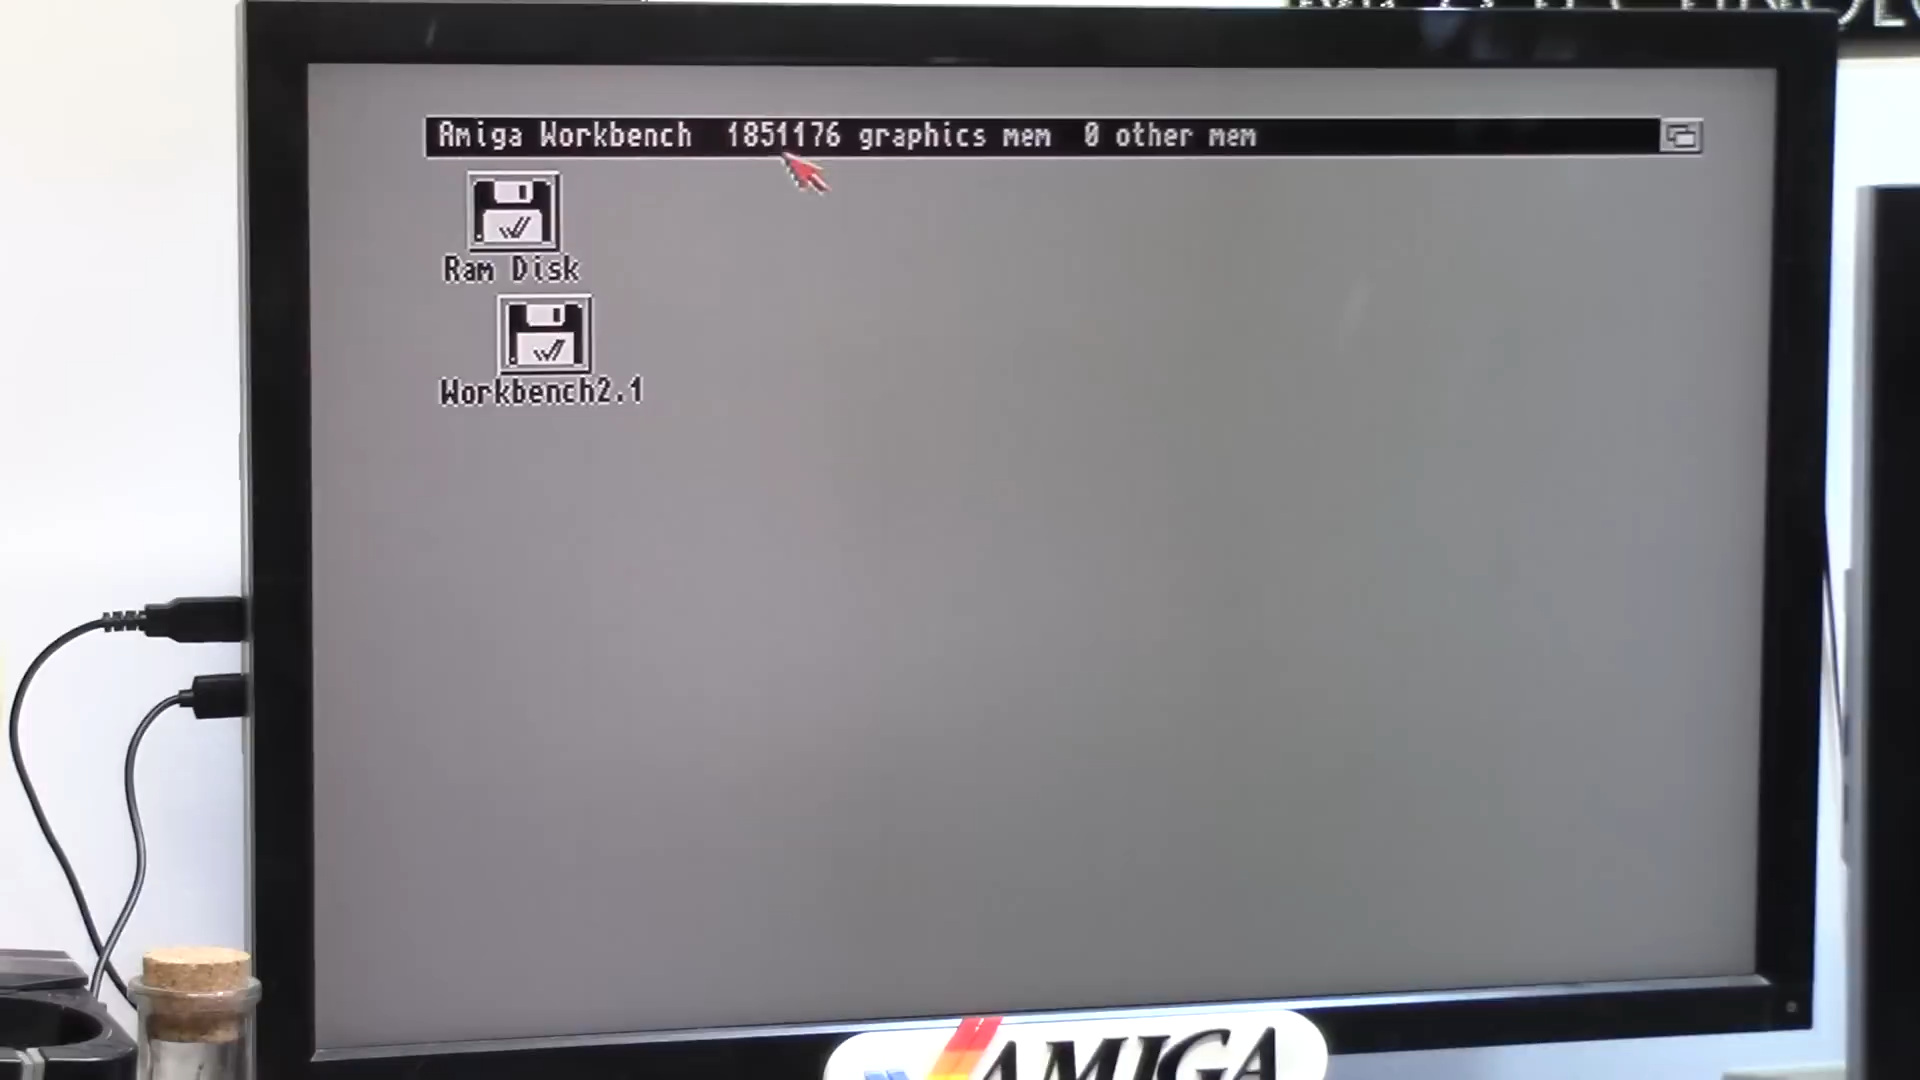 Amiga Workbench 1851176 graphics mem 0 other mem
Ram Disk
Workbench2.1
AMIGA